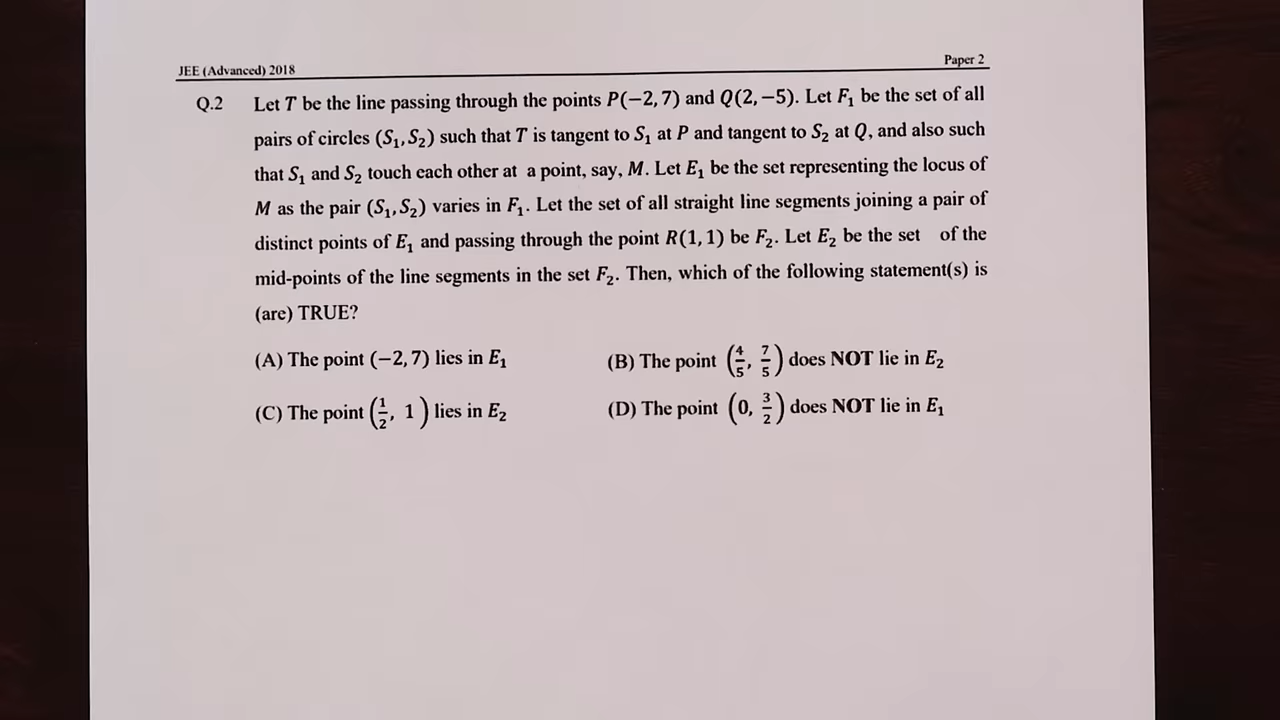 JEE (Advanced) 2018 Paper 2
Q.2 Let T be the line passing through the points P(−2, 7) and Q(2, −5). Let F₁ be the set of all
pairs of circles (S₁, S₂) such that T is tangent to S₁ at P and tangent to S₂ at Q, and also such
that S₁ and S₂ touch each other at a point, say, M. Let E₁ be the set representing the locus of
M as the pair (S₁, S₂) varies in F₁. Let the set of all straight line segments joining a pair of
distinct points of E₁ and passing through the point R(1, 1) be F₂. Let E₂ be the set of the
mid-points of the line segments in the set F₂. Then, which of the following statement(s) is
(are) TRUE?
(A) The point (−2, 7) lies in E₁ (B) The point (4/5, 7/5) does NOT lie in E₂
(C) The point (1/2, 1) lies in E₂ (D) The point (0, 3/2) does NOT lie in E₁